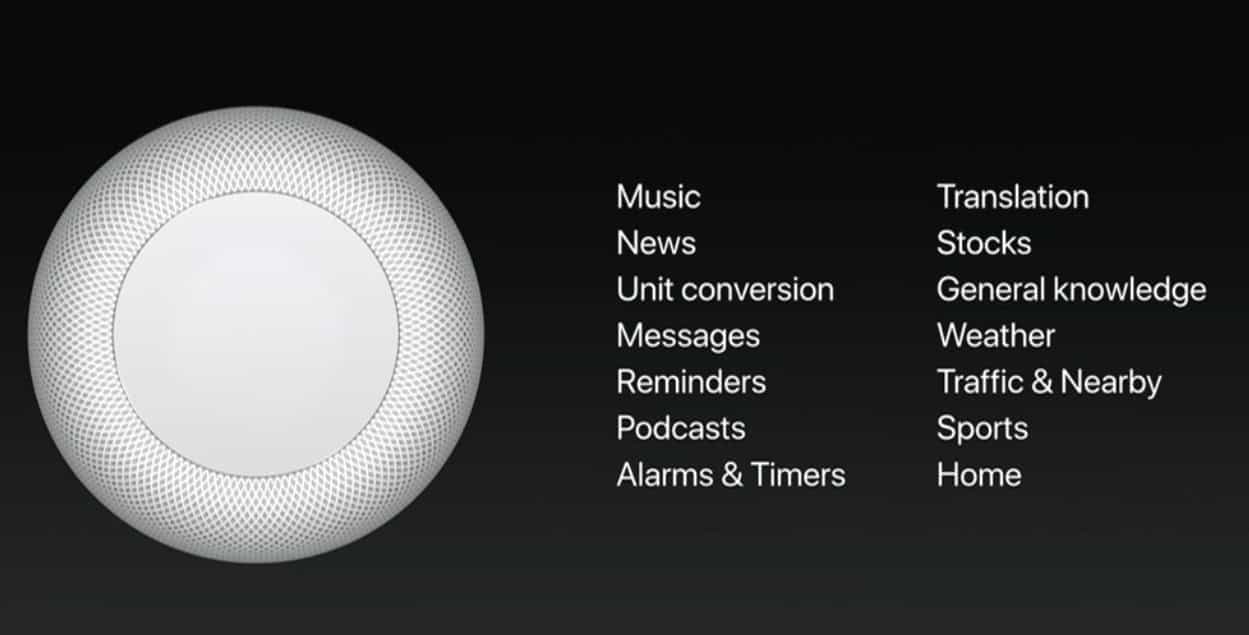 Music
News
Unit conversion
Messages
Reminders
Podcasts
Alarms & Timers
Translation
Stocks
General knowledge
Weather
Traffic & Nearby
Sports
Home